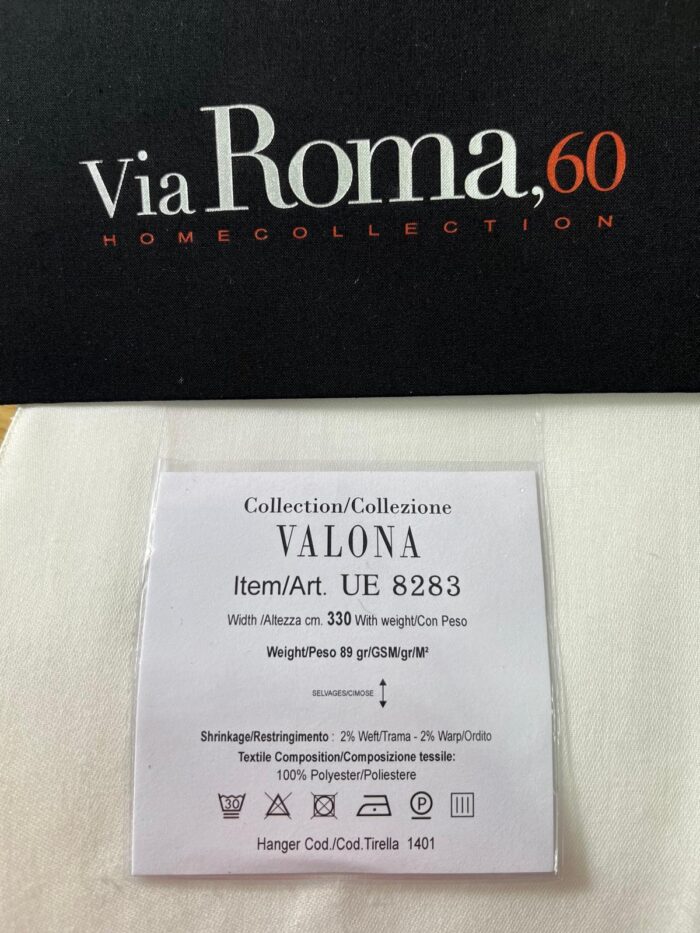 Via Roma,60
HOMECOLLECTION
Collection/Collezione
VALONA
Item/Art. UE 8283
Width /Altezza cm. 330 With weight/Con Peso
Weight/Peso 89 gr/GSM/gr/M²
SELVAGES/CIMOSE
Shrinkage/Restringimento : 2% Weft/Trama - 2% Warp/Ordito
Textile Composition/Composizione tessile:
100% Polyester/Poliestere
30 P
Hanger Cod./Cod.Tirella 1401